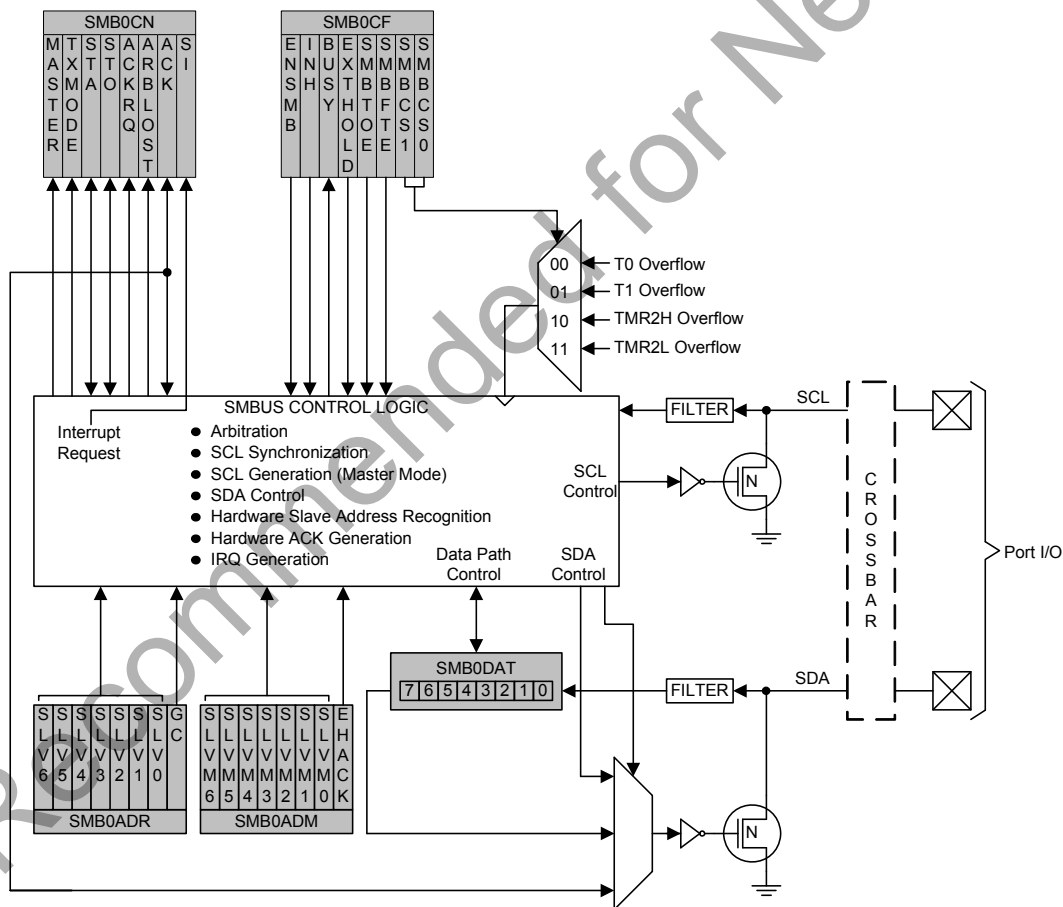 SMB0CN
MASTER
TXMODE
STA
STO
ACKRQ
ARBLOST
ACK
SI
SMB0CF
ENSMB
INH
BUSY
EXTHOLD
SMBTOE
SMBFTE
SMBCS1
SMBCS0
00
T0 Overflow
01
T1 Overflow
10
TMR2H Overflow
11
TMR2L Overflow
SMBUS CONTROL LOGIC
Interrupt
Request
● Arbitration
● SCL Synchronization
● SCL Generation (Master Mode)
● SDA Control
● Hardware Slave Address Recognition
● Hardware ACK Generation
● IRQ Generation
Data Path
Control
SDA
Control
SCL
Control
FILTER
SCL
N
CROSSBAR
Port I/O
SMB0DAT
7 6 5 4 3 2 1 0
FILTER
SDA
N
SLV6
SLV5
SLV4
SLV3
SLV2
SLV1
SLV0
GC
SMB0ADR
SLVM6
SLVM5
SLVM4
SLVM3
SLVM2
SLVM1
SLVM0
EHACK
SMB0ADM
Recommended for Ne